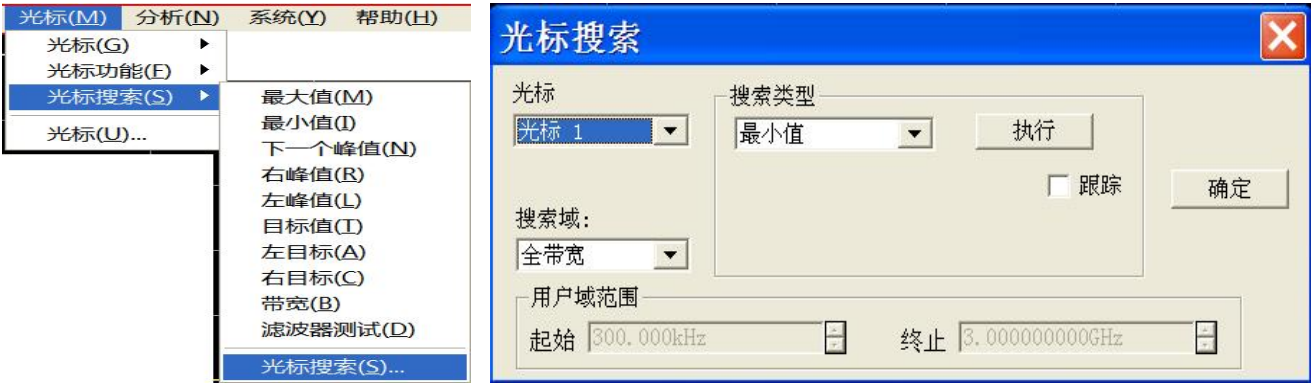 光标(M) 分析(N) 系统(Y) 帮助(H)
光标(G)
光标功能(F)
光标搜索(S)
光标(U)...
最大值(M)
最小值(I)
下一个峰值(N)
右峰值(R)
左峰值(L)
目标值(T)
左目标(A)
右目标(C)
带宽(B)
滤波器测试(D)
光标搜索(S)...
光标搜索
光标
光标 1
搜索类型
最小值
执行
跟踪
确定
搜索域:
全带宽
用户域范围
起始 300.000kHz 终止 3.000000000GHz